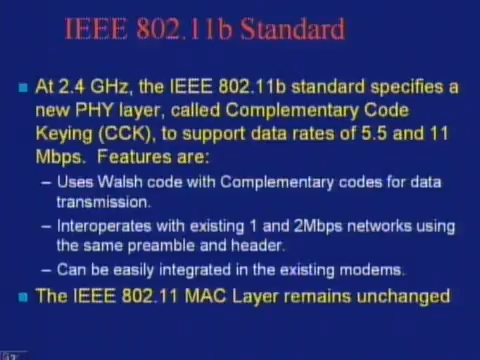 IEEE 802.11b Standard
At 2.4 GHz, the IEEE 802.11b standard specifies a
new PHY layer, called Complementary Code
Keying (CCK), to support data rates of 5.5 and 11
Mbps. Features are:
– Uses Walsh code with Complementary codes for data
transmission.
– Interoperates with existing 1 and 2Mbps networks using
the same preamble and header.
– Can be easily integrated in the existing modems.
The IEEE 802.11 MAC Layer remains unchanged